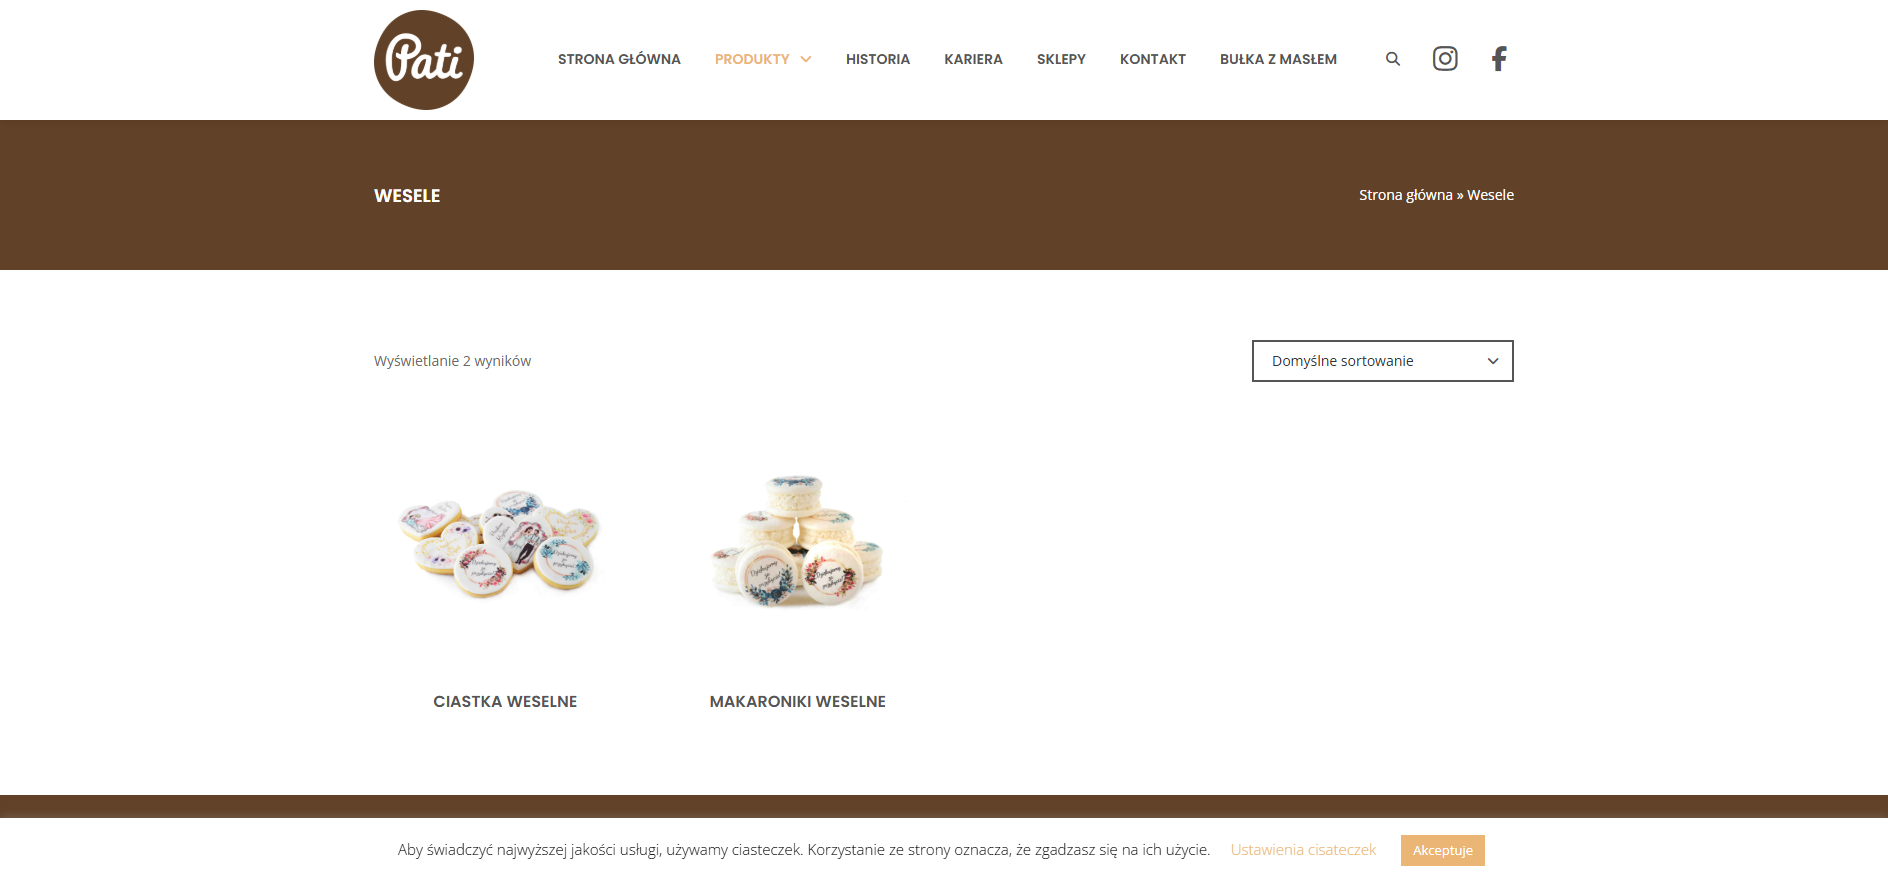 Pati
STRONA GŁÓWNA PRODUKTY HISTORIA KARIERA SKLEPY KONTAKT BUŁKA Z MASŁEM
WESELE
Strona główna » Wesele
Wyświetlanie 2 wyników
Domyślne sortowanie
CIASTKA WESELNE
MAKARONIKI WESELNE
Aby świadczyć najwyższej jakości usługi, używamy ciasteczek. Korzystanie ze strony oznacza, że zgadzasz się na ich użycie. Ustawienia cisateczek Akceptuje